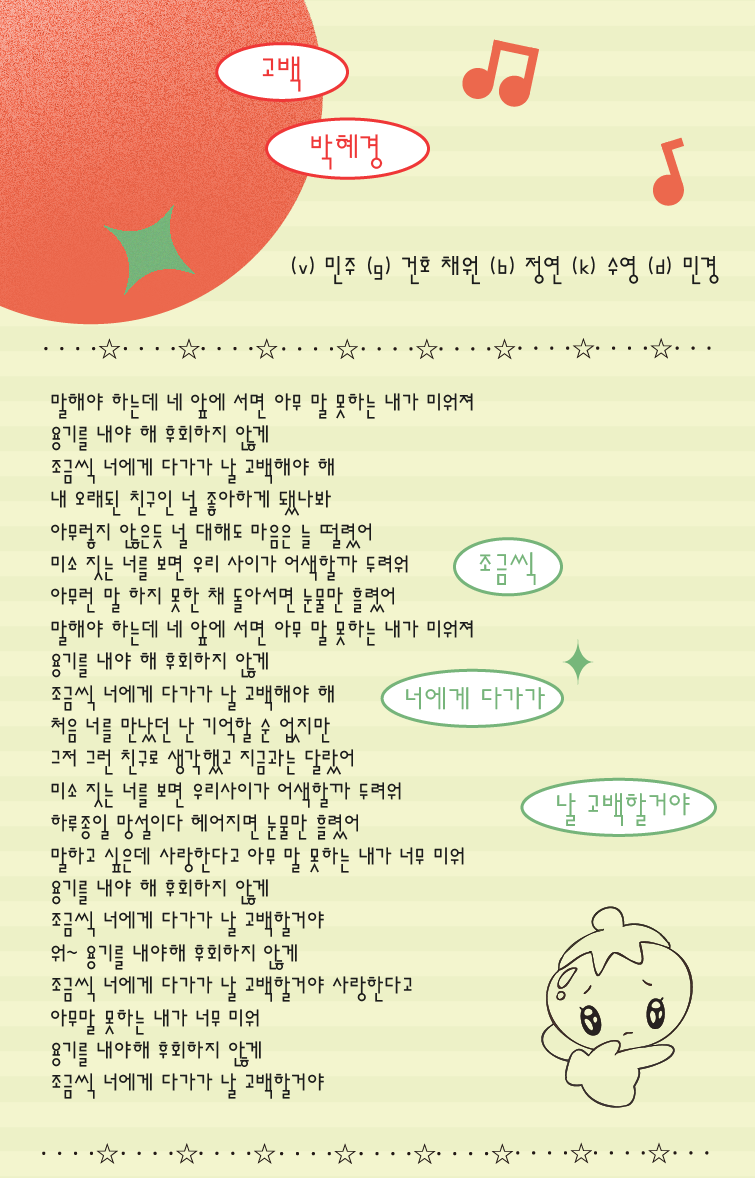 고백
박혜경
(v) 민주 (g) 건호 채원 (b) 정연 (k) 수영 (d) 민경
말해야 하는데 네 앞에 서면 아무 말 못하는 내가 미워져
용기를 내야 해 후회하지 않게
조금씩 너에게 다가가 날 고백해야 해
내 오래된 친구인 널 좋아하게 됐나봐
아무렇지 않은듯 널 대해도 마음은 늘 떨렸어
미소 짓는 너를 보면 우리 사이가 어색할까 두려워
아무런 말 하지 못한 채 돌아서면 눈물만 흘렸어
말해야 하는데 네 앞에 서면 아무 말 못하는 내가 미워져
용기를 내야 해 후회하지 않게
조금씩 너에게 다가가 날 고백해야 해
처음 너를 만났던 난 기억할 순 없지만
그저 그런 친구로 생각했고 지금과는 달랐어
미소 짓는 너를 보면 우리사이가 어색할까 두려워
하루종일 망설이다 헤어지면 눈물만 흘렸어
말하고 싶은데 사랑한다고 아무 말 못하는 내가 너무 미워
용기를 내야 해 후회하지 않게
조금씩 너에게 다가가 날 고백할거야
워~ 용기를 내야해 후회하지 않게
조금씩 너에게 다가가 날 고백할거야 사랑한다고
아무말 못하는 내가 너무 미워
용기를 내야해 후회하지 않게
조금씩 너에게 다가가 날 고백할거야
조금씩
너에게 다가가
날 고백할거야